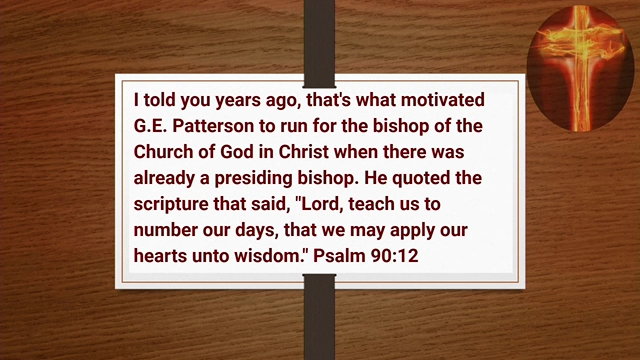 I told you years ago, that's what motivated
G.E. Patterson to run for the bishop of the
Church of God in Christ when there was
already a presiding bishop. He quoted the
scripture that said, "Lord, teach us to
number our days, that we may apply our
hearts unto wisdom." Psalm 90:12